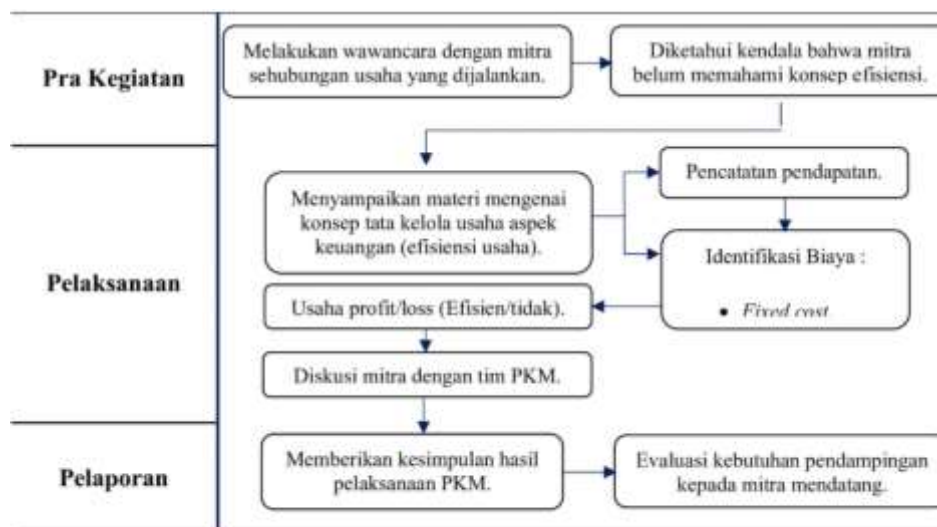 Pra Kegiatan
Melakukan wawancara dengan mitra
sehubungan usaha yang dijalankan.
Diketahui kendala bahwa mitra
belum memahami konsep efisiensi.
Pelaksanaan
Menyampaikan materi mengenai
konsep tata kelola usaha aspek
keuangan (efisiensi usaha).
Pencatatan pendapatan.
Identifikasi Biaya :
• Fixed cost
Usaha profit/loss (Efisien/tidak).
Diskusi mitra dengan tim PKM.
Pelaporan
Memberikan kesimpulan hasil
pelaksanaan PKM.
Evaluasi kebutuhan pendampingan
kepada mitra mendatang.